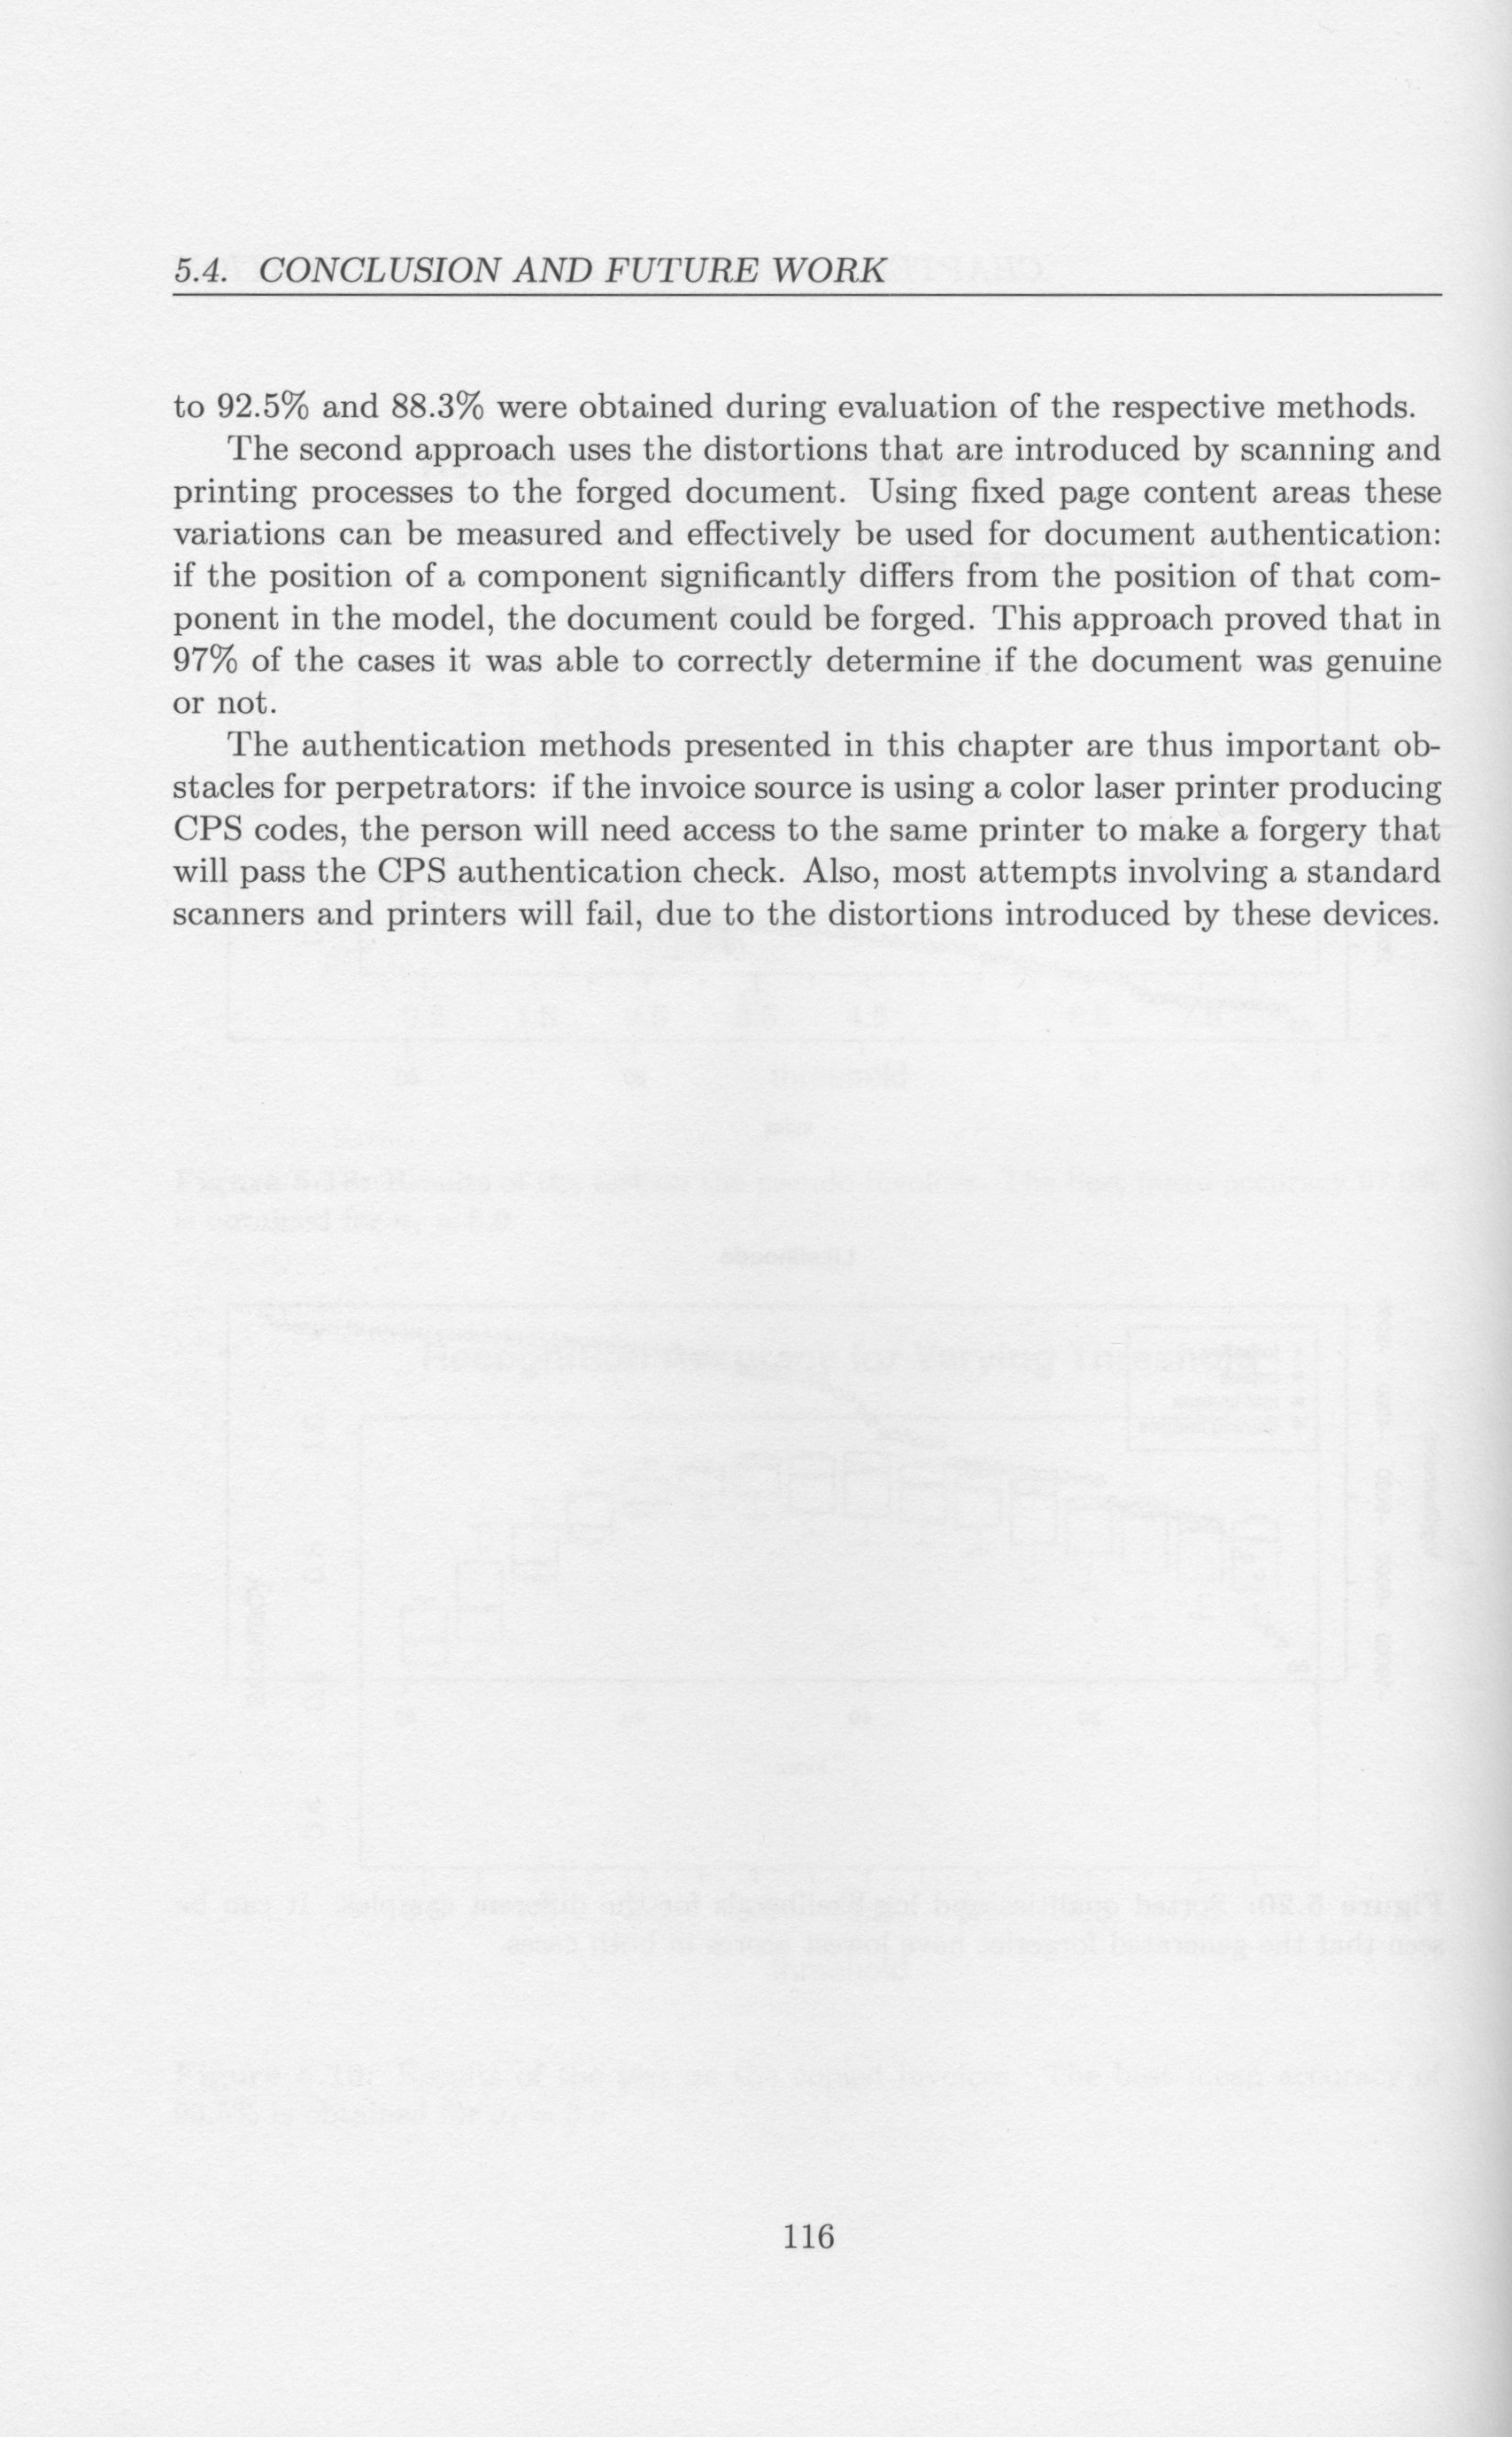 5.4. CONCLUSION AND FUTURE WORK
to 92.5% and 88.3% were obtained during evaluation of the respective methods.
The second approach uses the distortions that are introduced by scanning and
printing processes to the forged document. Using fixed page content areas these
variations can be measured and effectively be used for document authentication:
if the position of a component significantly differs from the position of that com-
ponent in the model, the document could be forged. This approach proved that in
97% of the cases it was able to correctly determine if the document was genuine
or not.
The authentication methods presented in this chapter are thus important ob-
stacles for perpetrators: if the invoice source is using a color laser printer producing
CPS codes, the person will need access to the same printer to make a forgery that
will pass the CPS authentication check. Also, most attempts involving a standard
scanners and printers will fail, due to the distortions introduced by these devices.
116